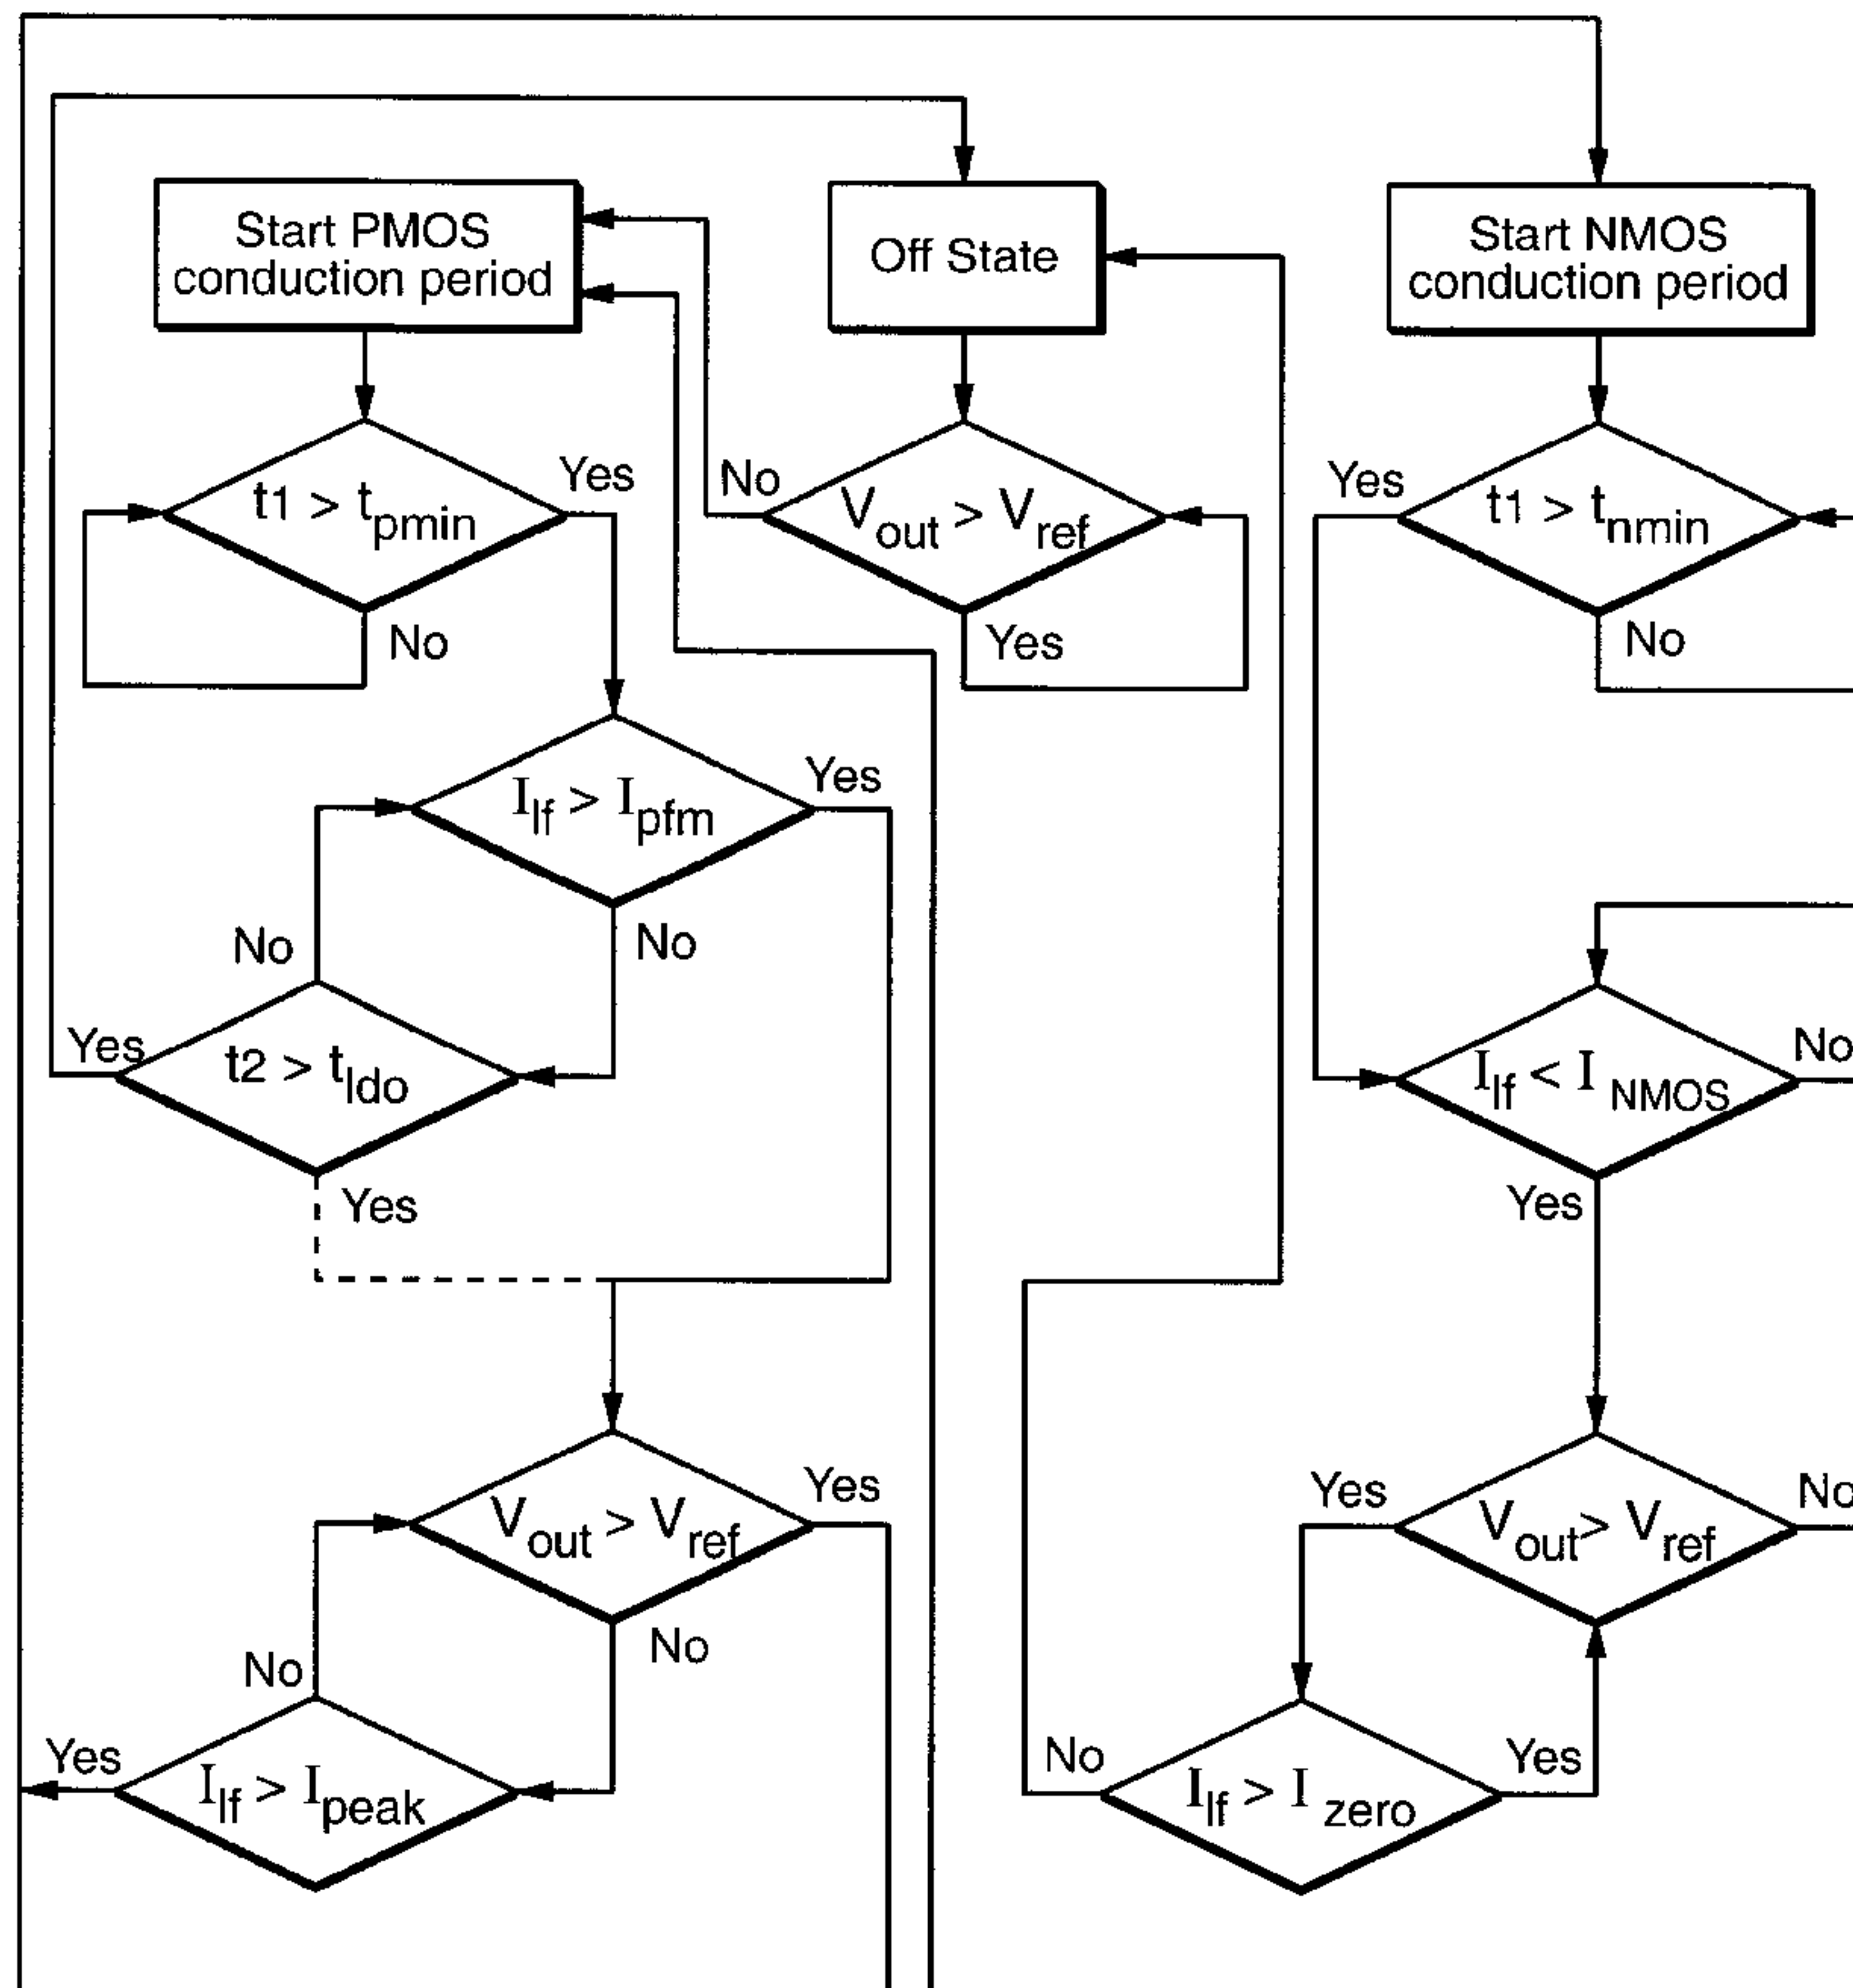 Start PMOS
conduction period
Off State
Start NMOS
conduction period
t1 > tpmin
Yes
No
Vout > Vref
No
Yes
t1 > tnmin
Yes
No
Ilf > Ipfm
Yes
No
t2 > tldo
No
Yes
Yes
Ilf < I NMOS
No
Yes
Vout > Vref
Yes
No
Ilf > Ipeak
No
Yes
Vout> Vref
Yes
No
Ilf > I zero
No
Yes